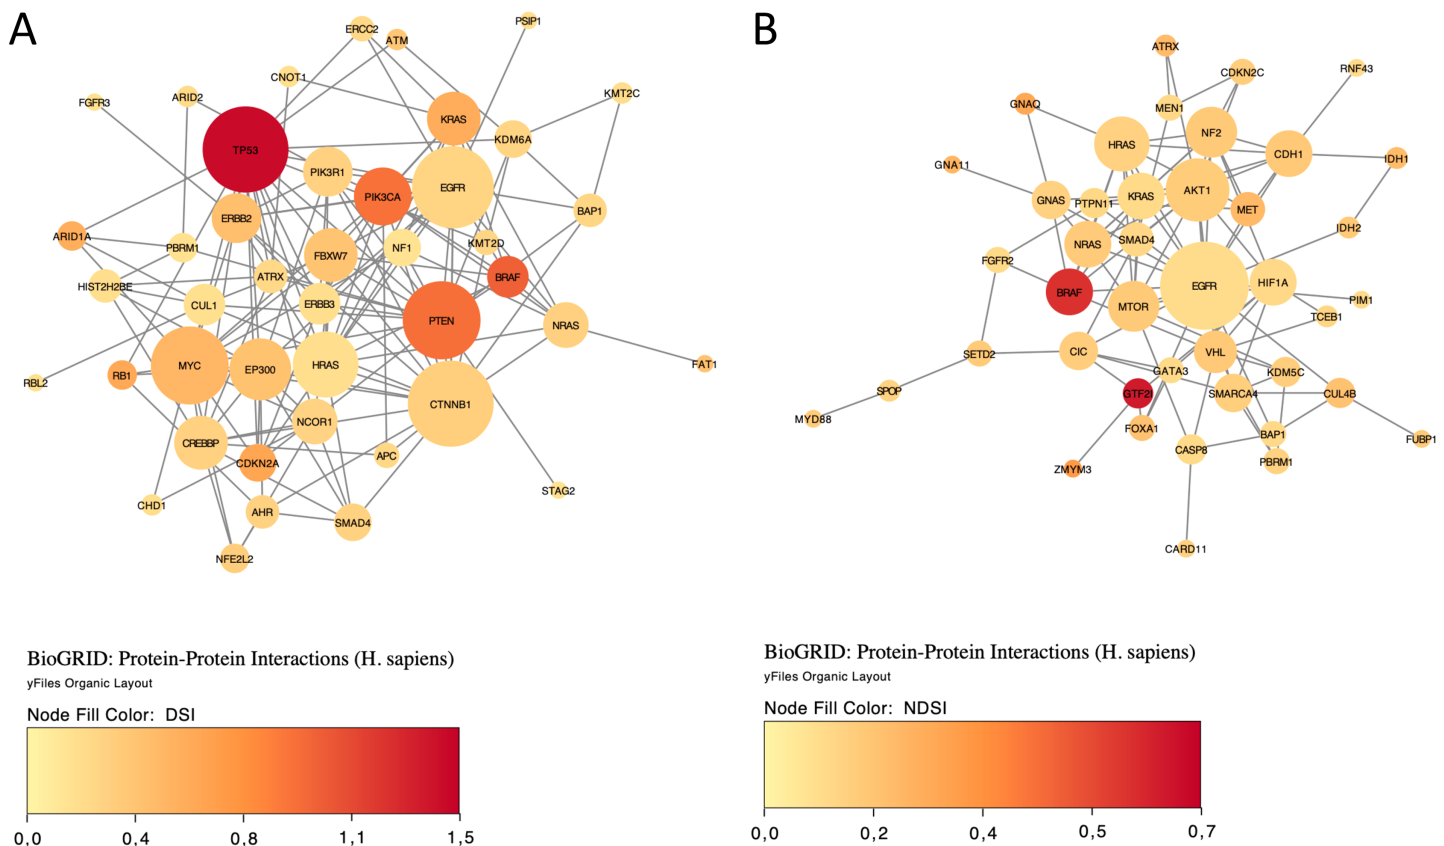 A
ERCC2
ATM
PSIP1
CNOT1
FGFR3
ARID2
KMT2C
KRAS
KDM6A
TP53
PIK3R1
PIK3CA
EGFR
BAP1
ERBB2
ARID1A
PBRM1
NF1
KMT2D
FBXW7
HIST2H2BE
ATRX
BRAF
CUL1
ERBB3
PTEN
NRAS
MYC
EP300
HRAS
FAT1
RBL2
RB1
CTNNB1
NCOR1
CREBBP
CDKN2A
APC
STAG2
CHD1
AHR
SMAD4
NFE2L2
BioGRID: Protein-Protein Interactions (H. sapiens)
yFiles Organic Layout
Node Fill Color: DSI
0,0 0,4 0,8 1,1 1,5
B
ATRX
CDKN2C
RNF43
GNAQ
MEN1
NF2
HRAS
CDH1
IDH1
GNA11
GNAS
PTPN11
KRAS
AKT1
MET
IDH2
NRAS
SMAD4
FGFR2
BRAF
EGFR
HIF1A
MTOR
PIM1
TCEB1
SETD2
CIC
VHL
GATA3
KDM5C
SPOP
GTF2I
SMARCA4
CUL4B
MYD88
FOXA1
BAP1
FUBP1
CASP8
PBRM1
ZMYM3
CARD11
BioGRID: Protein-Protein Interactions (H. sapiens)
yFiles Organic Layout
Node Fill Color: NDSI
0,0 0,2 0,4 0,5 0,7